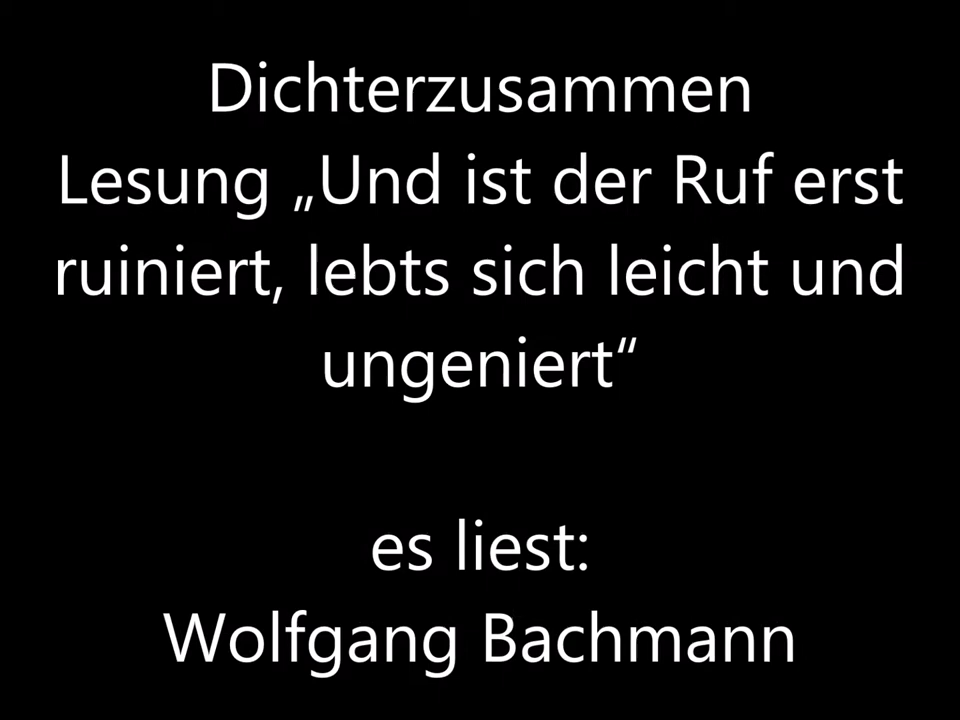 Dichterzusammen
Lesung „Und ist der Ruf erst
ruiniert, lebts sich leicht und
ungeniert“
es liest:
Wolfgang Bachmann